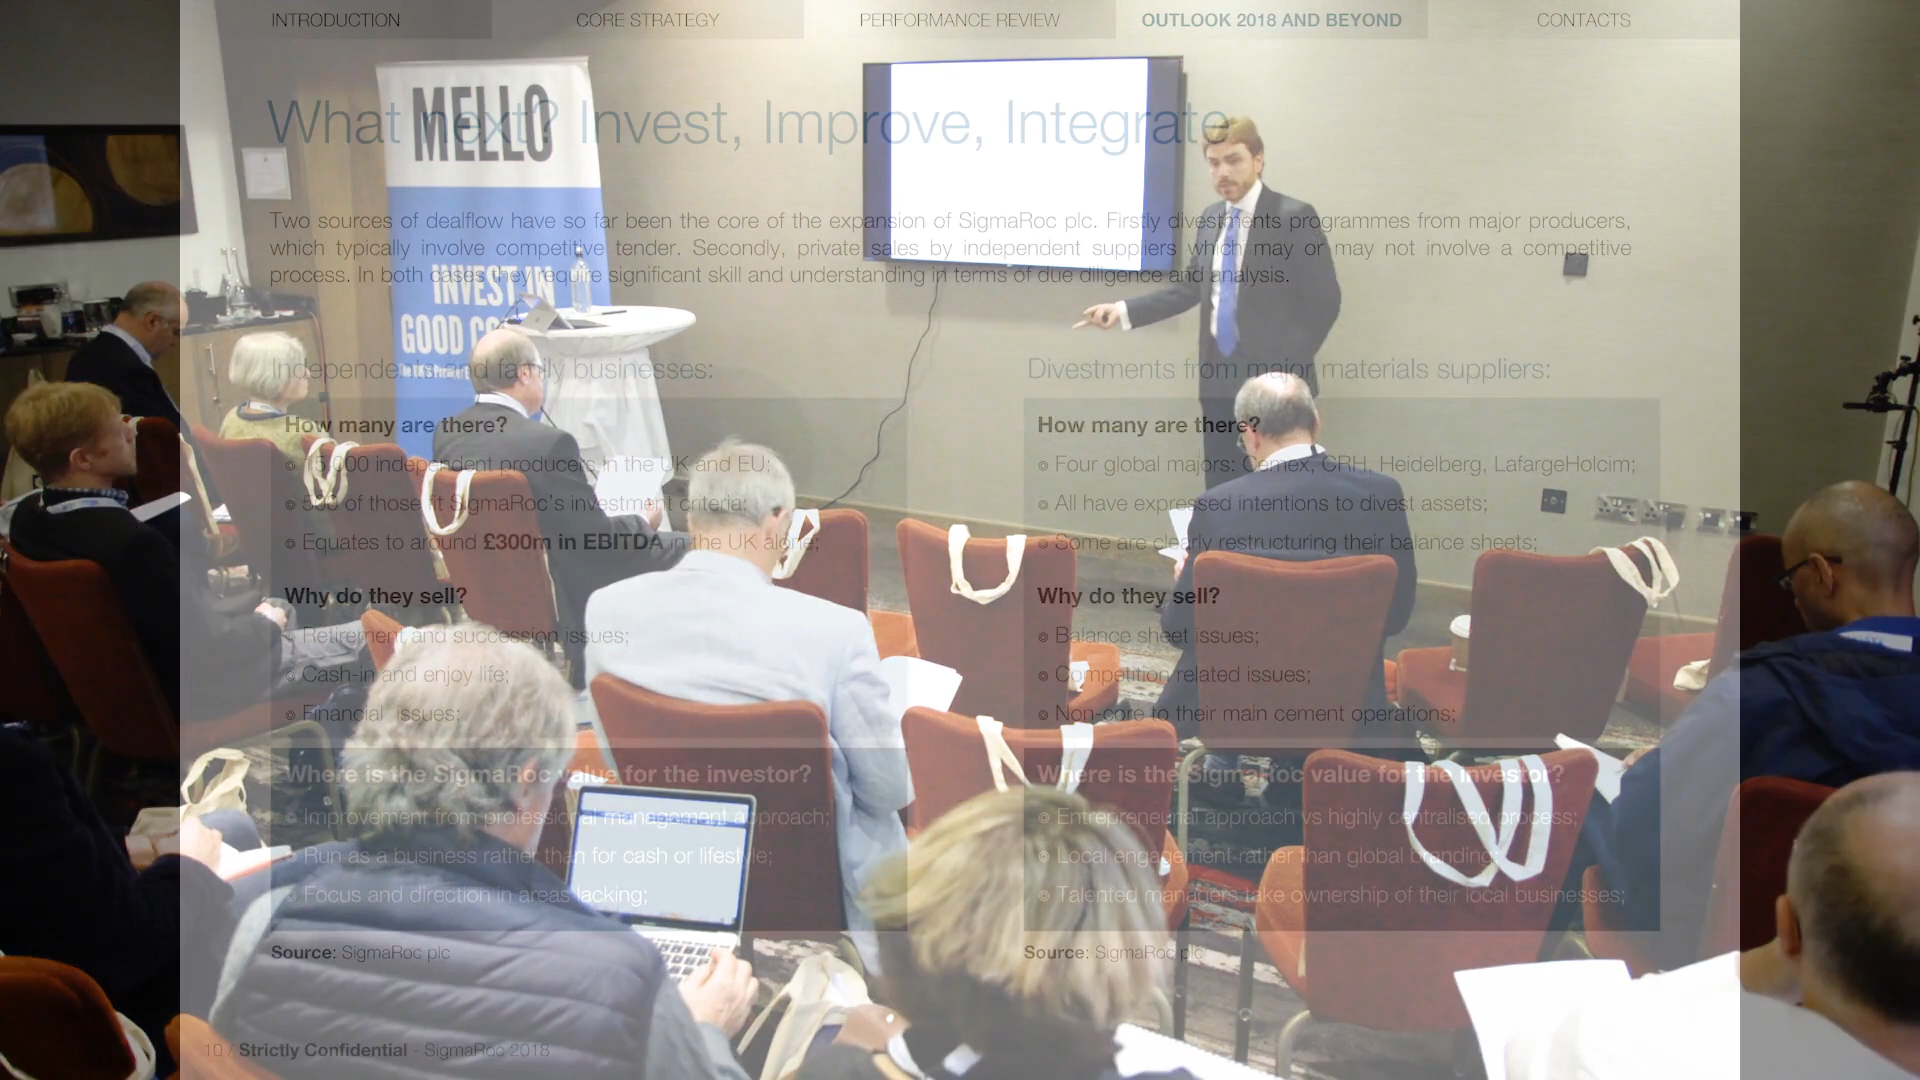 INTRODUCTION
CORE STRATEGY
PERFORMANCE REVIEW
OUTLOOK 2018 AND BEYOND
CONTACTS
MELLO
What next? Invest, Improve, Integrate
Two sources of dealflow have so far been the core of the expansion of SigmaRoc plc. Firstly divestments programmes from major producers,
which typically involve competitive tender. Secondly, private sales by independent suppliers which may or may not involve a competitive
process. In both cases they require significant skill and understanding in terms of due diligence and analysis.
INVEST IN
GOOD
The UK's Premier
Independent and family businesses:
How many are there?
independent producers in the UK and EU;
of those fit SigmaRoc's investment criteria;
Equates to around £300m in EBITDA in the UK alone;
Why do they sell?
Retirement and succession issues;
Cash-in and enjoy life;
Financial issues;
Where is the SigmaRoc value for the investor?
Improvement from professional management approach;
Run as a business rather than for cash or lifestyle;
Focus and direction in areas lacking;
Source: SigmaRoc plc
Divestments from major materials suppliers:
How many are there?
Four global majors: Cemex, CRH, Heidelberg, LafargeHolcim;
All have expressed intentions to divest assets;
Some are clearly restructuring their balance sheets;
Why do they sell?
Balance sheet issues;
Competition related issues;
Non-core to their main cement operations;
Where is the SigmaRoc value for the investor?
Entrepreneurial approach vs highly centralised process;
Local engagement rather than global branding;
Talented managers take ownership of their local businesses;
Source: SigmaRoc plc
10 / Strictly Confidential - SigmaRoc 2018